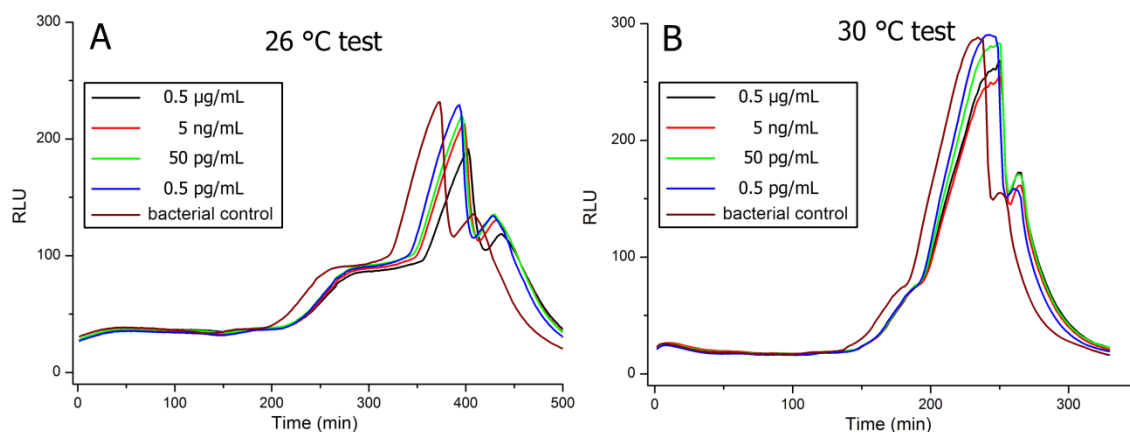 A
26 °C test
0.5 µg/mL
5 ng/mL
50 pg/mL
0.5 pg/mL
bacterial control
RLU
300
200
100
0
0
100
200
300
400
500
Time (min)
B
30 °C test
0.5 µg/mL
5 ng/mL
50 pg/mL
0.5 pg/mL
bacterial control
RLU
300
200
100
0
0
100
200
300
Time (min)